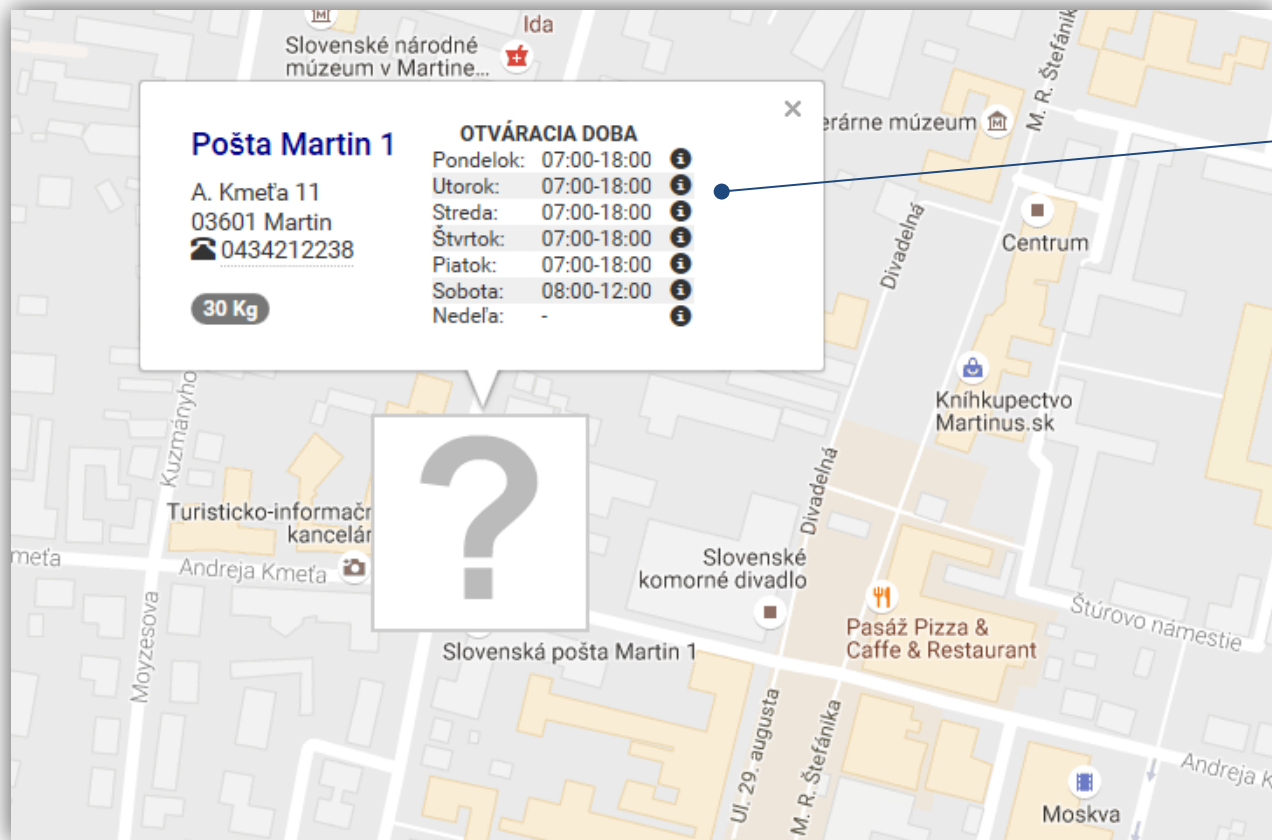 Ida
Slovenské národné
múzeum v Martine...
M. R. Štefánik
erárne múzeum
Pošta Martin 1
A. Kmeťa 11
03601 Martin
0434212238
30 Kg
OTVÁRACIA DOBA
Pondelok: 07:00-18:00
Utorok: 07:00-18:00
Streda: 07:00-18:00
Štvrtok: 07:00-18:00
Piatok: 07:00-18:00
Sobota: 08:00-12:00
Nedeľa: -
Divadelná
Centrum
Kníhkupectvo
Martinus.sk
Kuzmányho
?
Divadelná
Turisticko-informačn
kancelár
meťa
Andreja Kmeťa
Slovenské
komorné divadlo
Moyzesova
Pasáž Pizza &
Caffe & Restaurant
Štúrovo námestie
Slovenská pošta Martin 1
Ul. 29. augusta
M. R. Štefánika
Andreja K
Moskva